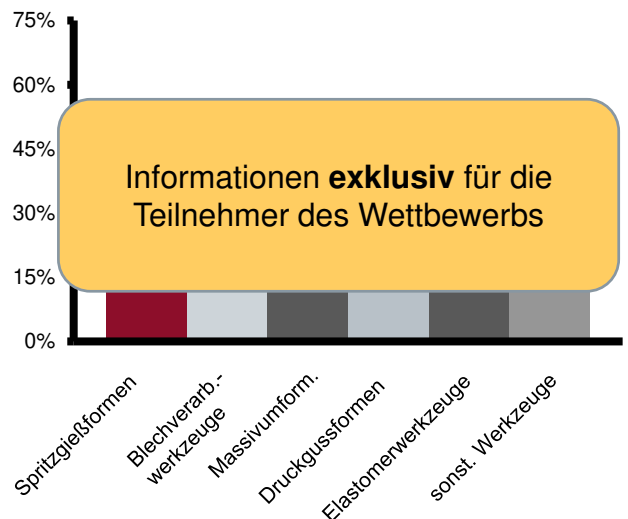 75%
60%
45%
30%
15%
0%
Informationen exklusiv für die
Teilnehmer des Wettbewerbs
Spritzgießformen
Blechverarb.-
werkzeuge
Massivumform.
Druckgussformen
Elastomerwerkzeuge
sonst. Werkzeuge